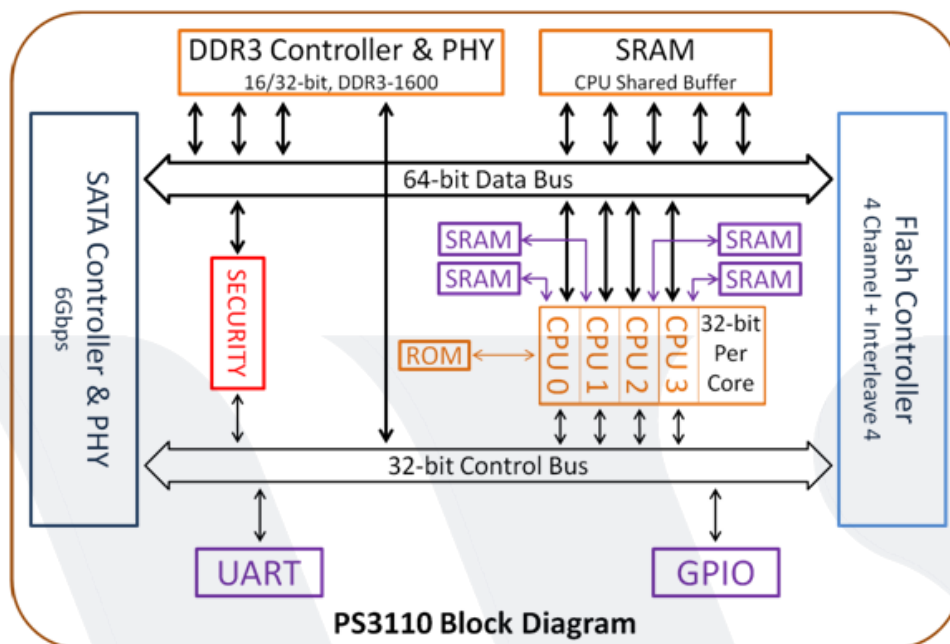 DDR3 Controller & PHY
16/32-bit, DDR3-1600
SRAM
CPU Shared Buffer
SATA Controller & PHY
6Gbps
64-bit Data Bus
Flash Controller
4 Channel + Interleave 4
SECURITY
SRAM
SRAM
SRAM
SRAM
ROM
CPU 0
CPU 1
CPU 2
CPU 3
32-bit
Per
Core
32-bit Control Bus
UART
GPIO
PS3110 Block Diagram